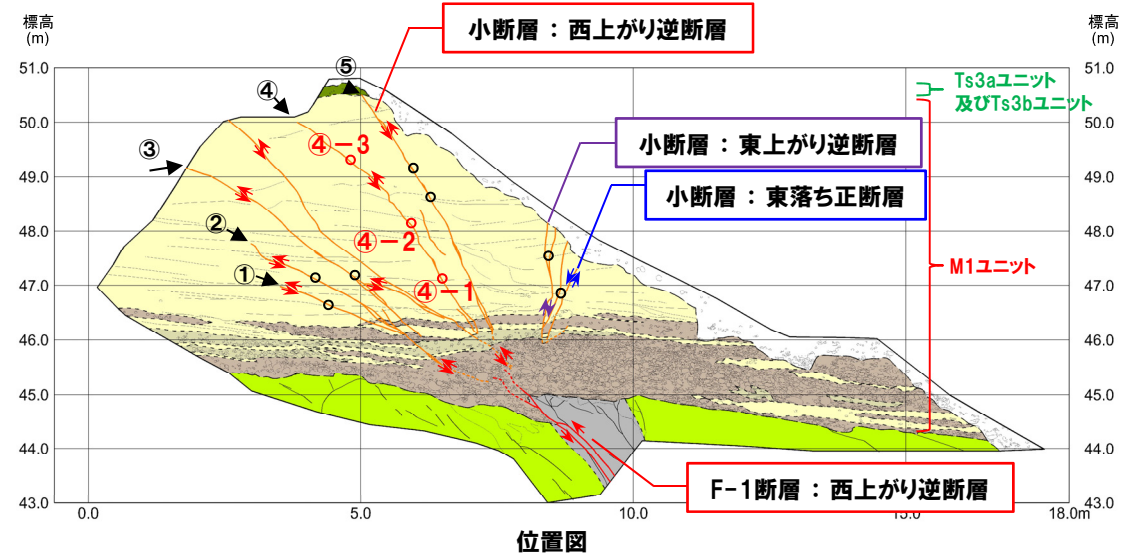 標高
(m)
標高
(m)
小断層 : 西上がり逆断層
51.0
50.0
49.0
48.0
47.0
46.0
45.0
44.0
43.0
51.0
50.0
49.0
48.0
47.0
46.0
45.0
44.0
43.0
⑤
④
③
②
①
④-3
④-2
④-1
Ts3aユニット
及びTs3bユニット
小断層 : 東上がり逆断層
小断層 : 東落ち正断層
M1ユニット
F-1断層 : 西上がり逆断層
0.0
5.0
10.0
15.0
18.0m
位置図